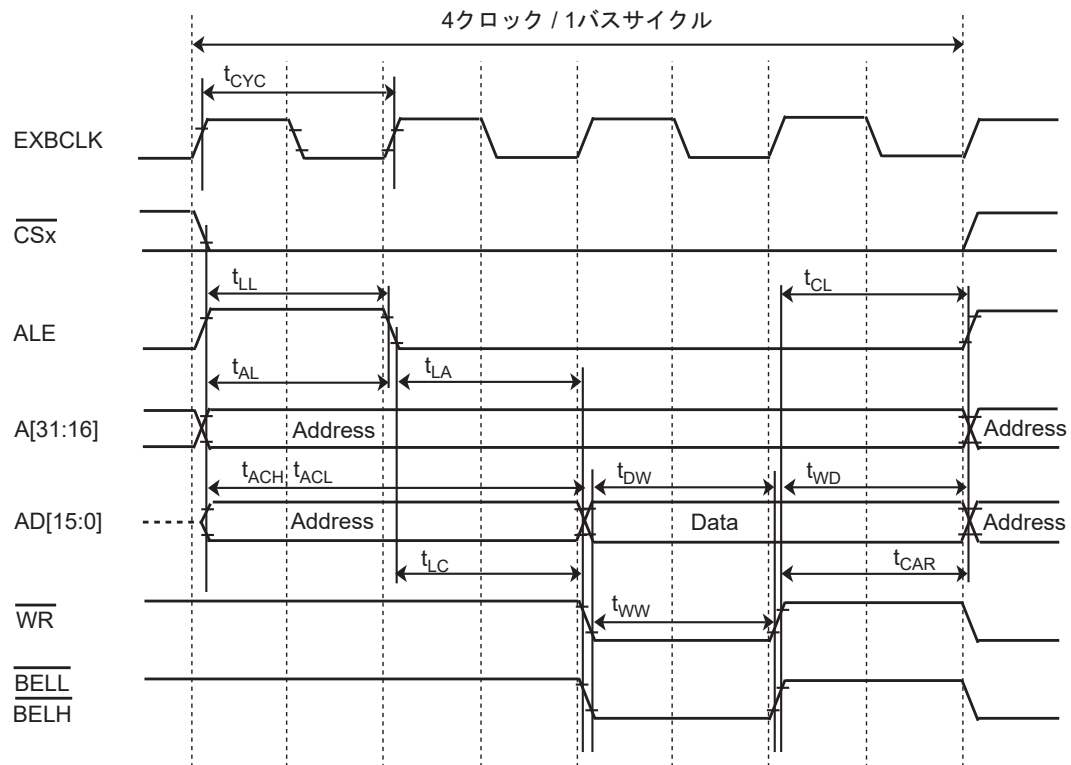 4クロック / 1バスサイクル
tCYC
EXBCLK
CSx
tLL
tCL
ALE
tAL
tLA
A[31:16]
Address
Address
tACH, tACL
tDW
tWD
AD[15:0]
Address
Data
Address
tLC
tCAR
WR
tWW
BELL
BELH